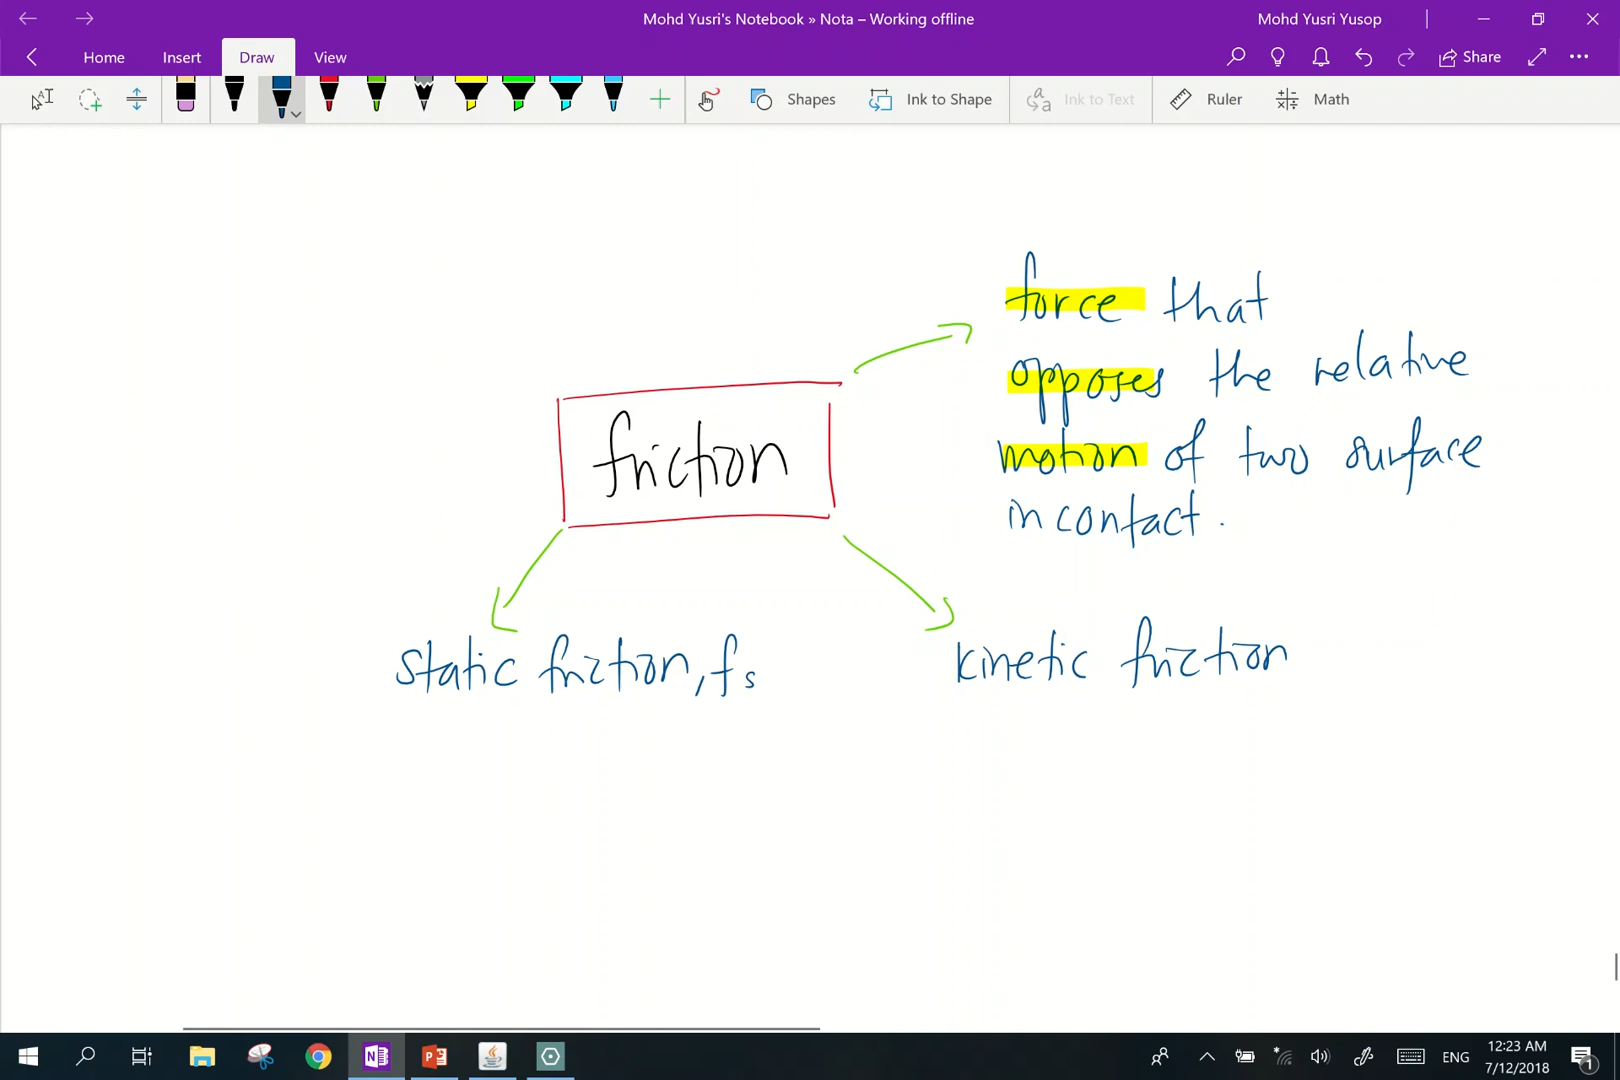 Mohd Yusri's Notebook » Nota – Working offline
Mohd Yusri Yusop
Home Insert Draw View
Share
Shapes
Ink to Shape
Ink to Text
Ruler
Math
force that
opposes the relative
motion of two surface
in contact.
friction
static friction, fs
kinetic friction
ENG
12:23 AM
7/12/2018
1